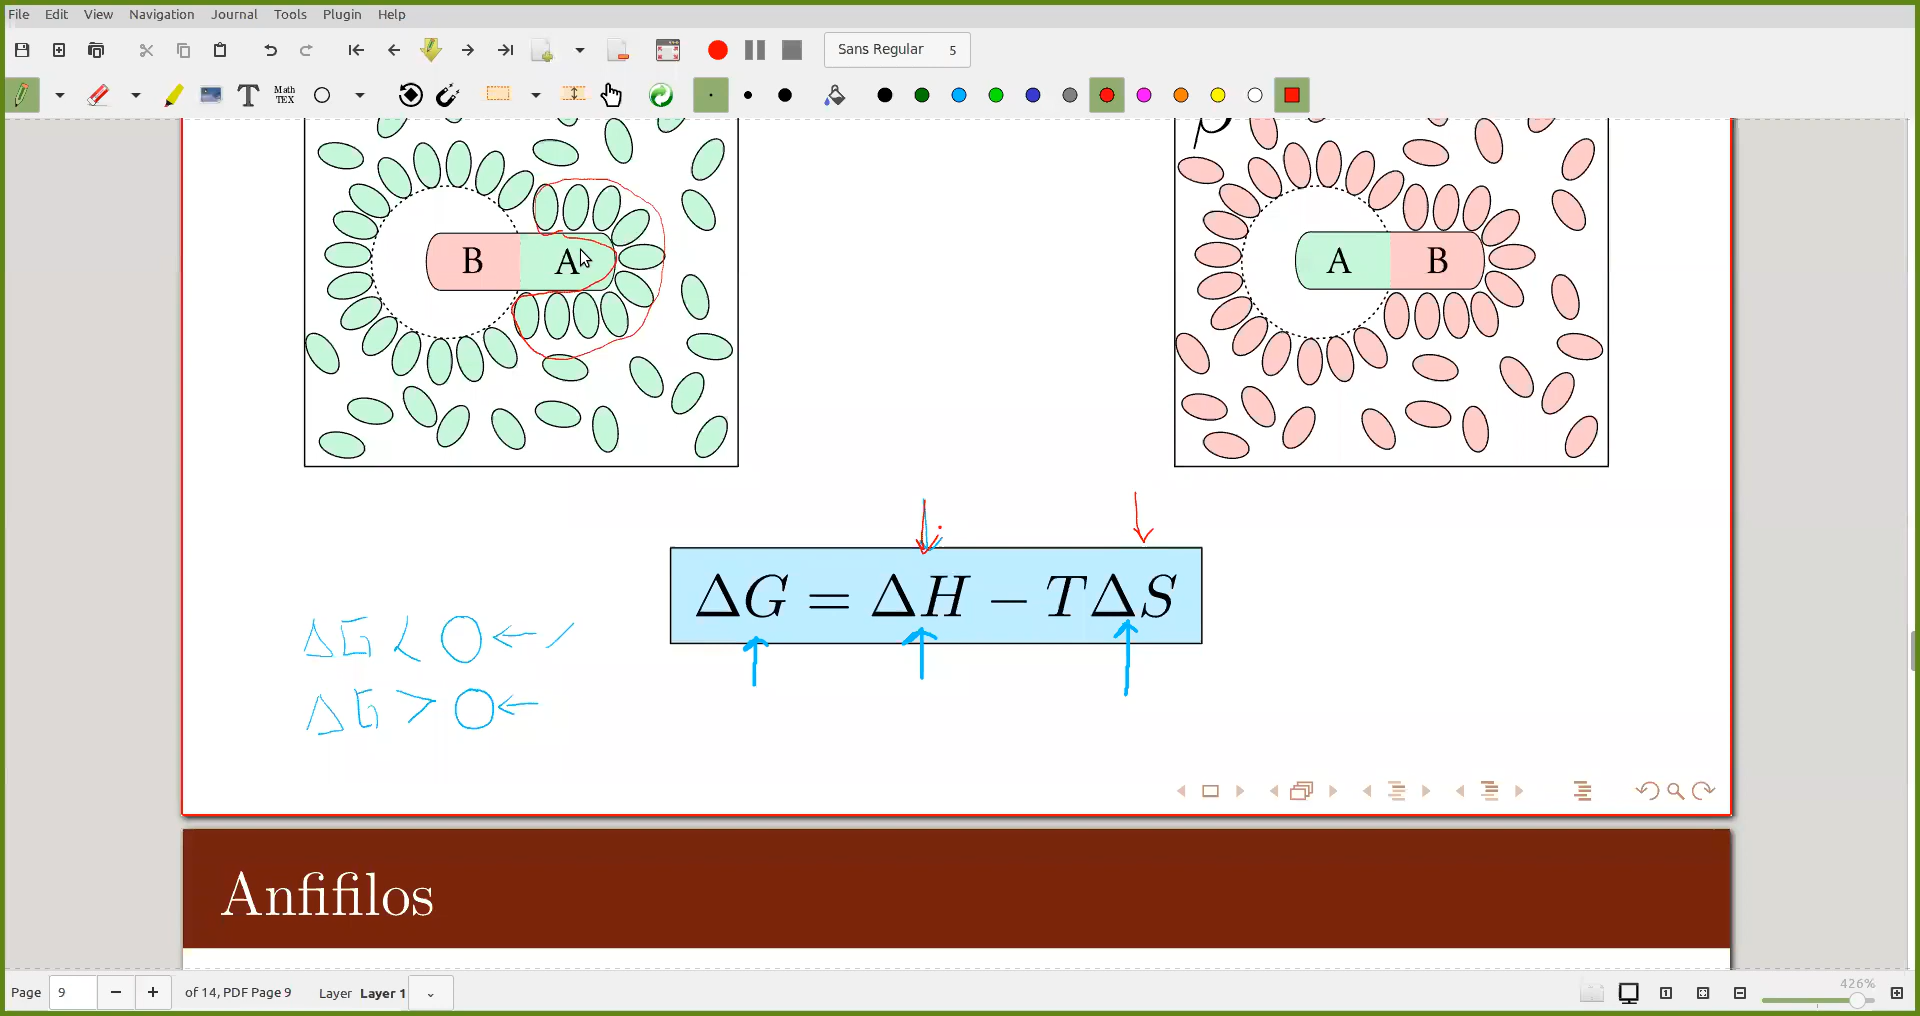 File Edit View Navigation Journal Tools Plugin Help
Sans Regular 5
T Math TEX
β
B A
A B
ΔG = ΔH − TΔS
ΔG < 0 ←
ΔG > 0 ←
Anfifilos
Page 9 − + of 14, PDF Page 9 Layer Layer 1
426%